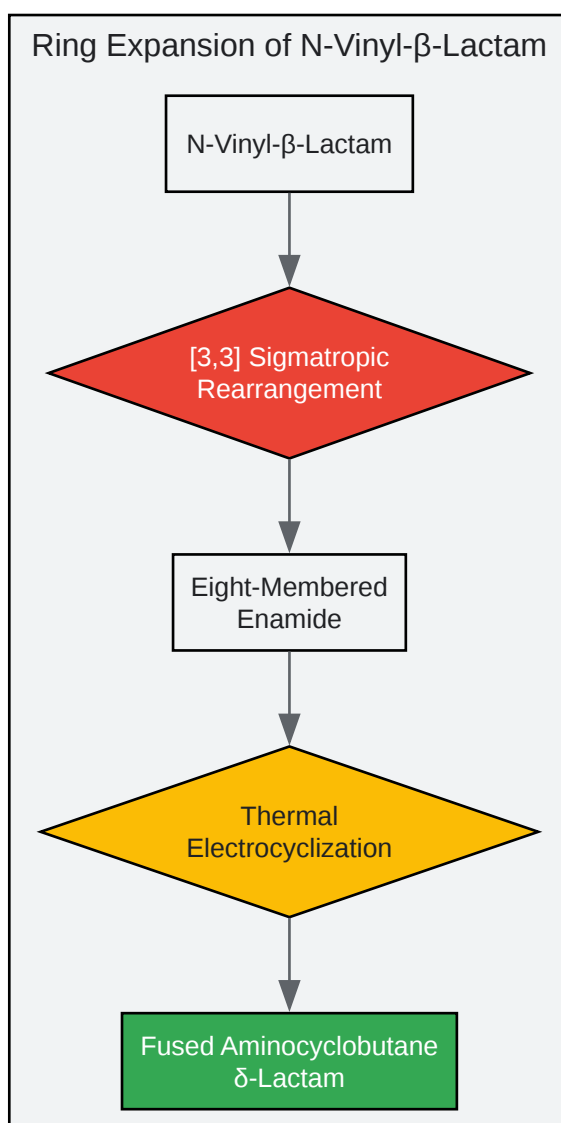 Ring Expansion of N-Vinyl-β-Lactam
N-Vinyl-β-Lactam
[3,3] Sigmatropic
Rearrangement
Eight-Membered
Enamide
Thermal
Electrocyclization
Fused Aminocyclobutane
δ-Lactam